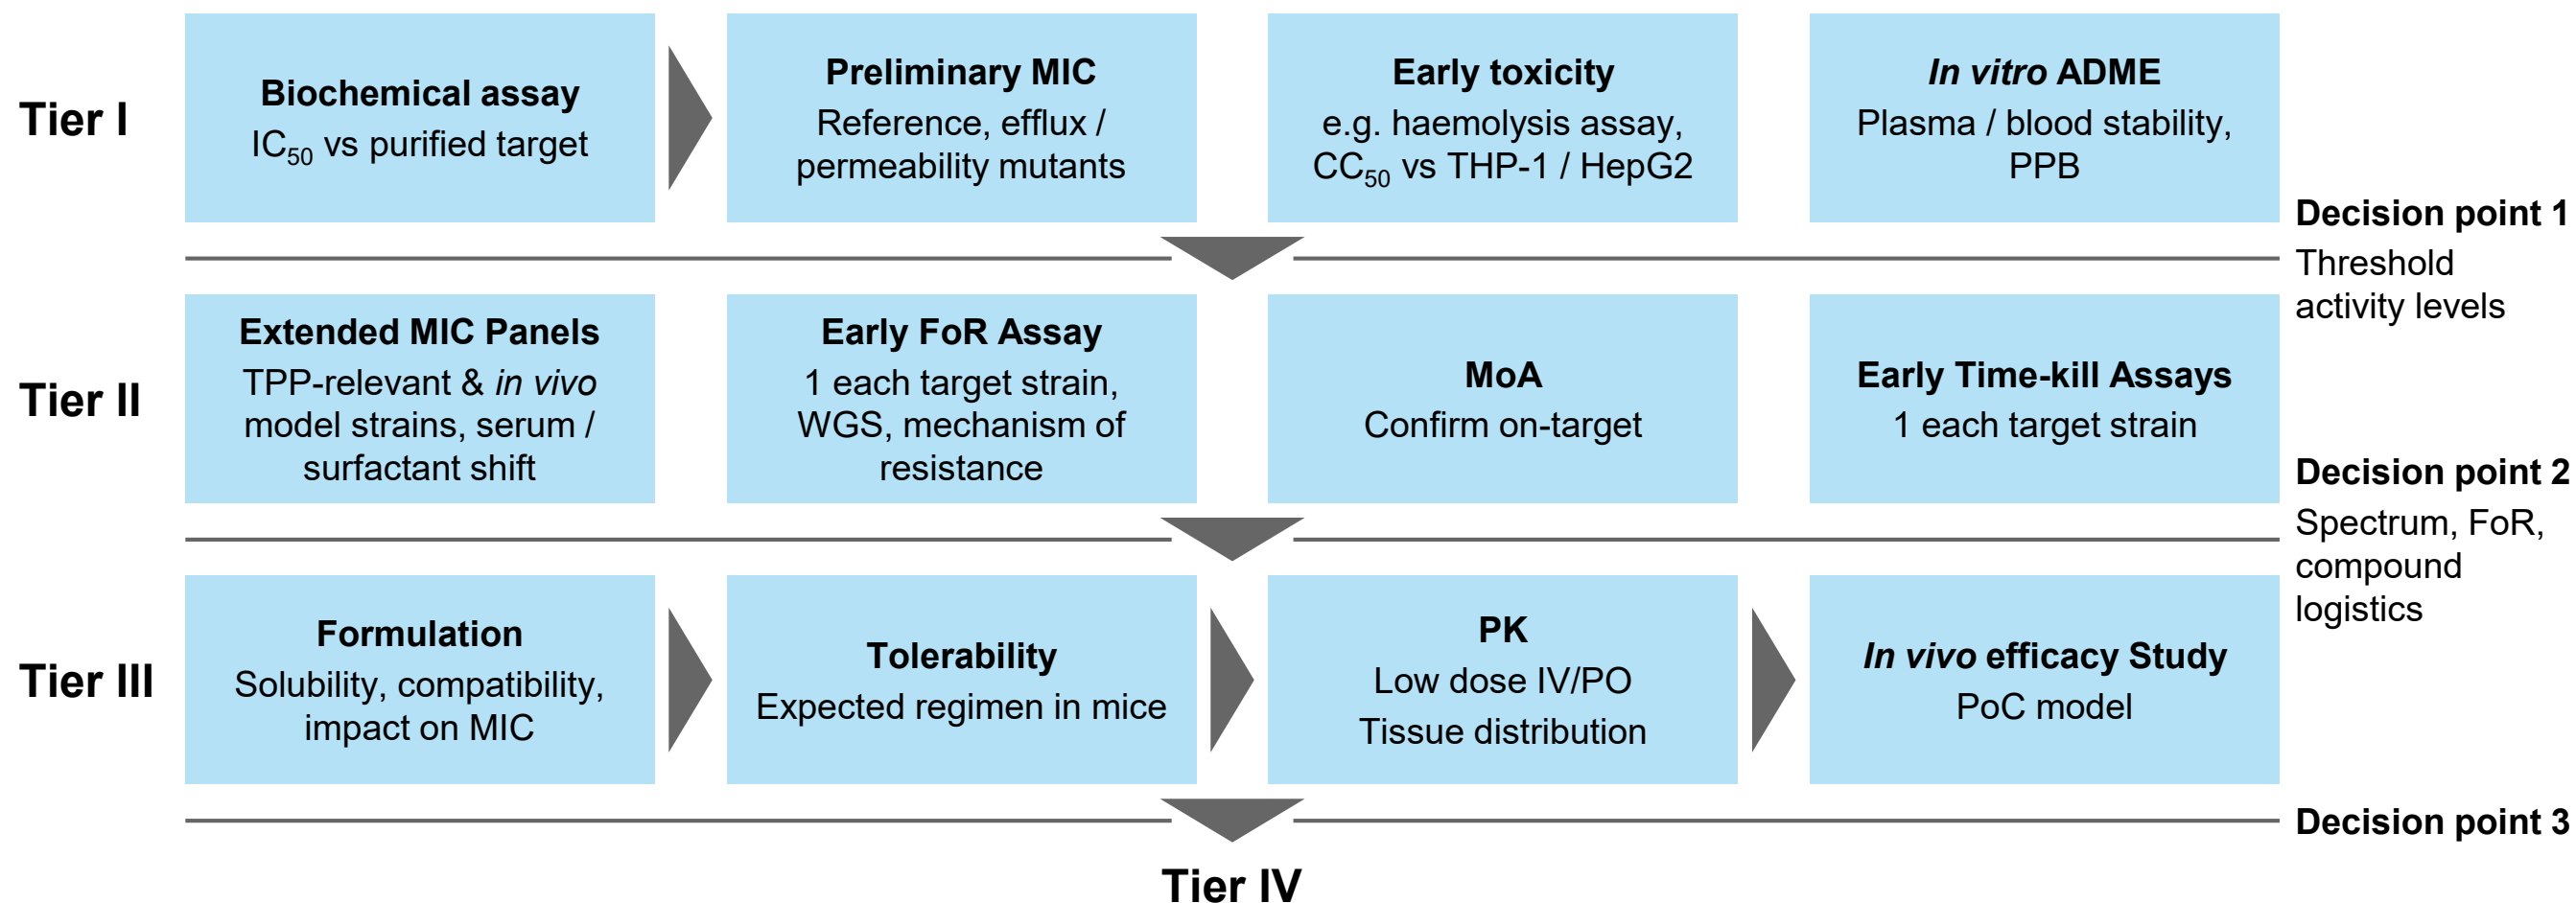 Tier I
Biochemical assay
IC50 vs purified target
Preliminary MIC
Reference, efflux /
permeability mutants
Early toxicity
e.g. haemolysis assay,
CC50 vs THP-1 / HepG2
In vitro ADME
Plasma / blood stability,
PPB
Decision point 1
Threshold
activity levels
Tier II
Extended MIC Panels
TPP-relevant & in vivo
model strains, serum /
surfactant shift
Early FoR Assay
1 each target strain,
WGS, mechanism of
resistance
MoA
Confirm on-target
Early Time-kill Assays
1 each target strain
Decision point 2
Spectrum, FoR,
compound
logistics
Tier III
Formulation
Solubility, compatibility,
impact on MIC
Tolerability
Expected regimen in mice
PK
Low dose IV/PO
Tissue distribution
In vivo efficacy Study
PoC model
Decision point 3
Tier IV